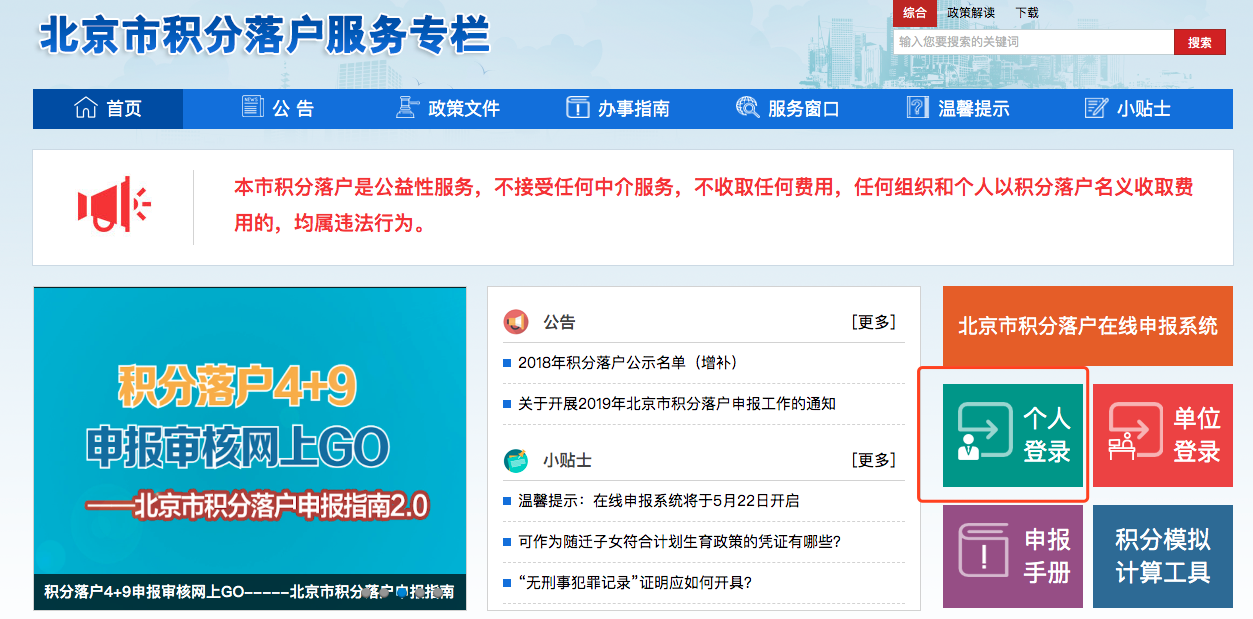 北京市积分落户服务专栏
综合 政策解读 下载
输入您要搜索的关键词 搜索
首页 公 告 政策文件 办事指南 服务窗口 温馨提示 小贴士
本市积分落户是公益性服务，不接受任何中介服务，不收取任何费用，任何组织和个人以积分落户名义收取费
用的，均属违法行为。
积分落户4+9
申报审核网上GO
——北京市积分落户申报指南2.0
积分落户4+9申报审核网上GO-----北京市积分落户申报指南
公告 [更多]
2018年积分落户公示名单（增补）
关于开展2019年北京市积分落户申报工作的通知
小贴士 [更多]
温馨提示：在线申报系统将于5月22日开启
可作为随迁子女符合计划生育政策的凭证有哪些?
“无刑事犯罪记录”证明应如何开具?
北京市积分落户在线申报系统
个人
登录
单位
登录
申报
手册
积分模拟
计算工具